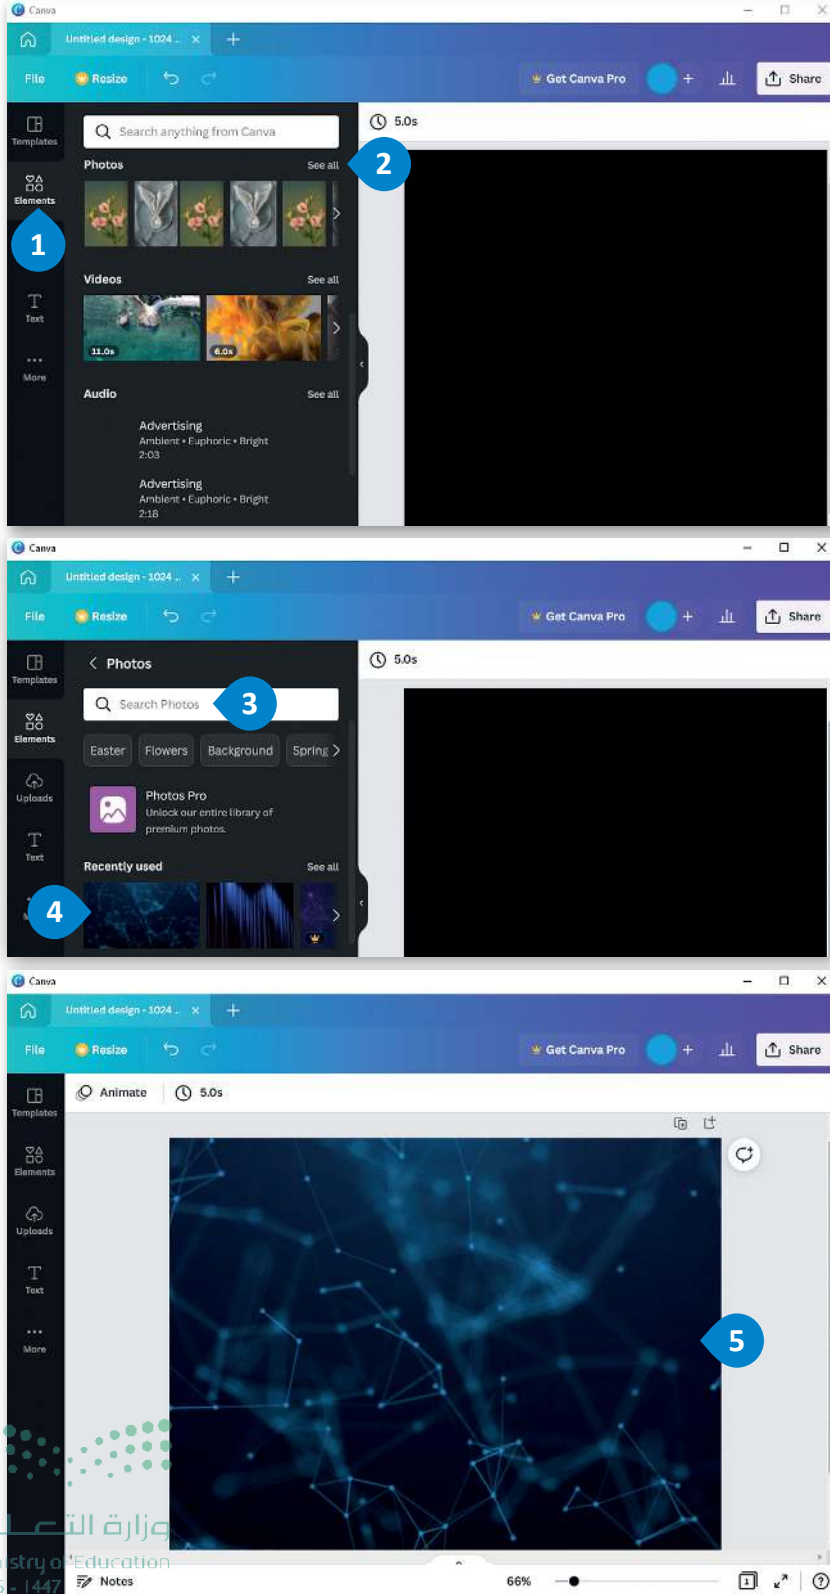 Canva
Untitled design - 1024 ..
File
Resize
Get Canva Pro
Share
Templates
Search anything from Canva
5.0s
Photos
See all
2
Elements
1
Videos
See all
Text
11.0s
6.0s
More
Audio
See all
Advertising
Ambient • Euphoric • Bright
2:03
Advertising
Ambient • Euphoric • Bright
2:18
Canva
Untitled design - 1024 ..
File
Resize
Get Canva Pro
Share
Templates
Photos
5.0s
Search Photos
3
Elements
Easter
Flowers
Background
Spring
Uploads
Photos Pro
Unlock our entire library of
premium photos.
Text
Recently used
See all
4
Canva
Untitled design - 1024 ..
File
Resize
Get Canva Pro
Share
Templates
Animate
5.0s
Elements
Uploads
Text
More
5
وزارة التعـ
istry of Education
- 1447
Notes
66%
1